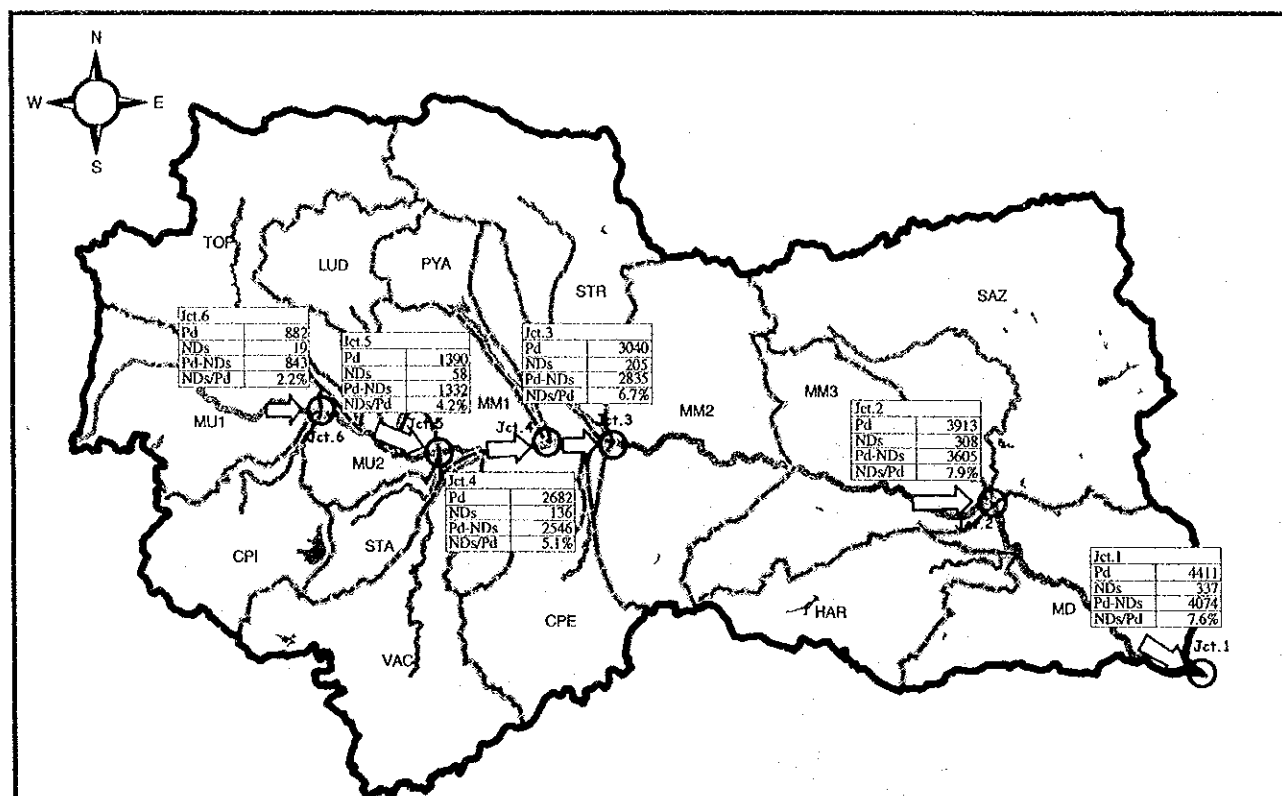 N
W E
S
TOP
LUD
PYA
STR
SAZ
Jct.6
Pd 882
NDs 19
Pd-NDs 843
NDs/Pd 2.2%
Jct.5
Pd 1390
NDs 58
Pd-NDs 1332
NDs/Pd 4.2%
Jct.3
Pd 3040
NDs 205
Pd-NDs 2835
NDs/Pd 6.7%
MM1
MM2
MM3
Jct.2
Pd 3913
NDs 308
Pd-NDs 3605
NDs/Pd 7.9%
MU1
Jct.6
Jct.5
Jct.4
Jct.3
MU2
Jct.4
Pd 2682
NDs 136
Pd-NDs 2546
NDs/Pd 5.1%
Jct.2
CPI
STA
Jct.1
Pd 4411
NDs 337
Pd-NDs 4074
NDs/Pd 7.6%
VAC
CPE
HAR
MD
Jct.1